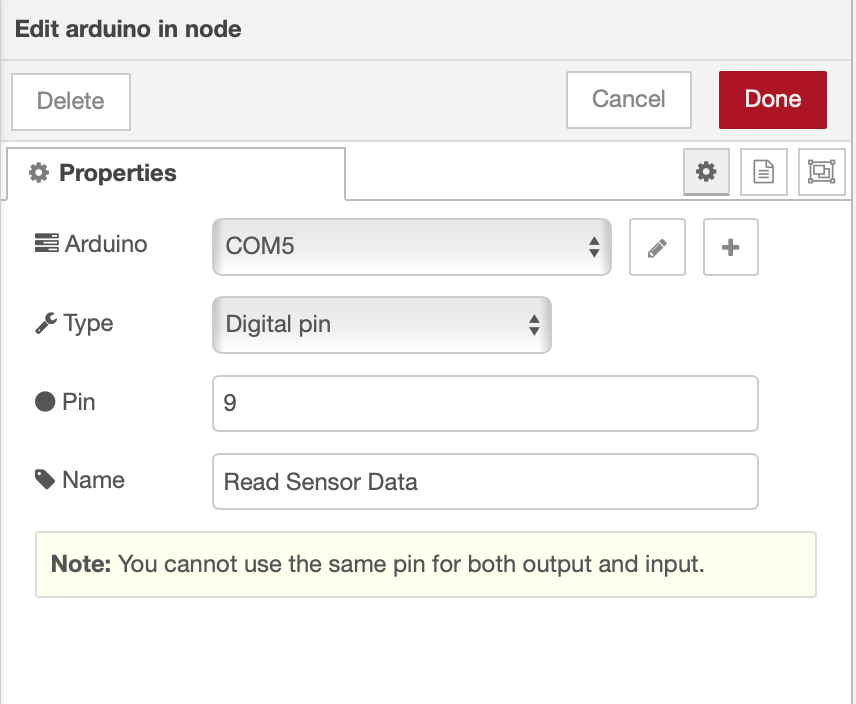 Edit arduino in node
Delete
Cancel
Done
Properties
Arduino
COM5
Type
Digital pin
Pin
9
Name
Read Sensor Data
Note: You cannot use the same pin for both output and input.